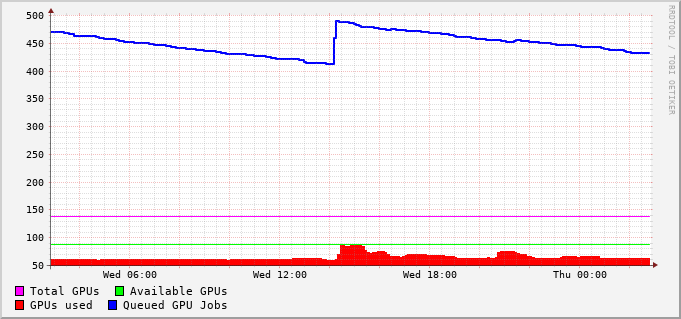 500
450
400
350
300
250
200
150
100
50
Wed 06:00 Wed 12:00 Wed 18:00 Thu 00:00
Total GPUs Available GPUs
GPUs used Queued GPU Jobs
RRDTOOL / TOBI OETIKER